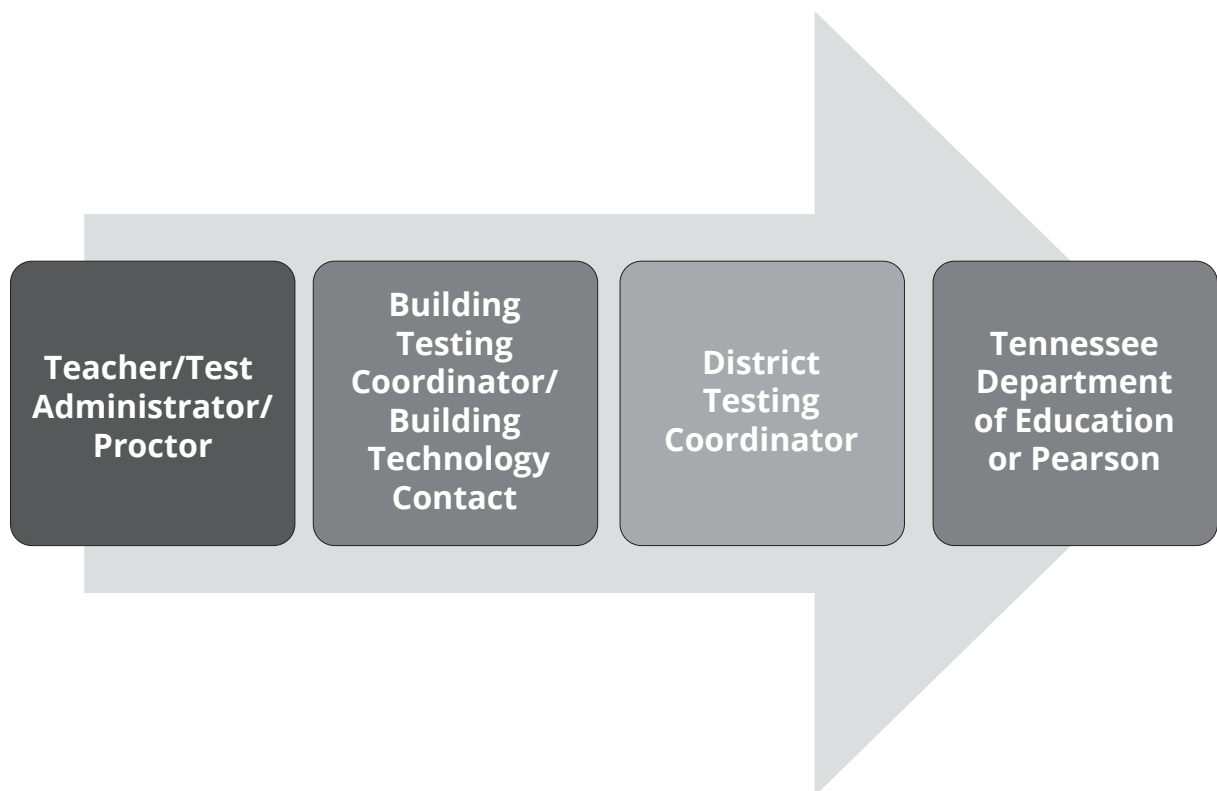 Teacher/Test
Administrator/
Proctor
Building
Testing
Coordinator/
Building
Technology
Contact
District
Testing
Coordinator
Tennessee
Department
of Education
or Pearson